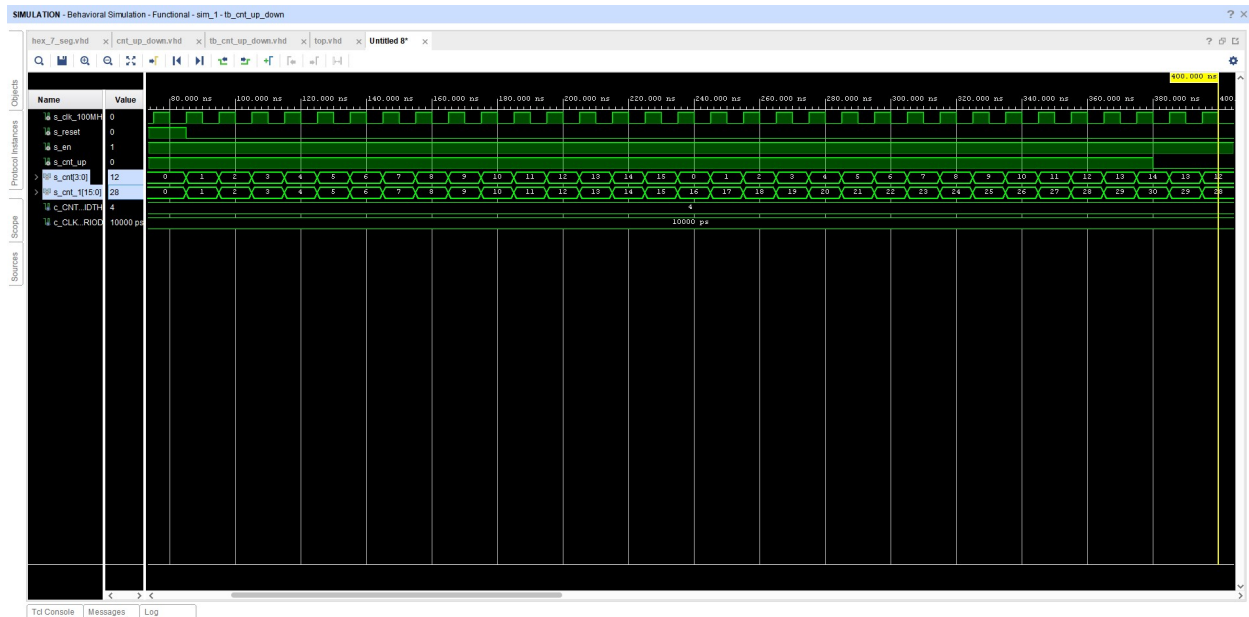 SIMULATION - Behavioral Simulation - Functional - sim_1 - tb_cnt_up_down
hex_7_seg.vhd cnt_up_down.vhd tb_cnt_up_down.vhd top.vhd Untitled 8*
400.000 ns
Name Value
80.000 ns 100.000 ns 120.000 ns 140.000 ns 160.000 ns 180.000 ns 200.000 ns 220.000 ns 240.000 ns 260.000 ns 280.000 ns 300.000 ns 320.000 ns 340.000 ns 360.000 ns 380.000 ns 400.
s_clk_100MH 0
s_reset 0
s_en 1
s_cnt_up 0
s_cnt[3:0] 12 0 1 2 3 4 5 6 7 8 9 10 11 12 13 14 15 0 1 2 3 4 5 6 7 8 9 10 11 12 13 14 13 12
s_cnt_1[15:0] 28 0 1 2 3 4 5 6 7 8 9 10 11 12 13 14 15 16 17 18 19 20 21 22 23 24 25 26 27 28 29 30 29 28
c_CNT...IDTH 4 4
c_CLK...RIOD 10000 ps 10000 ps
Objects
Protocol Instances
Scope
Sources
Tcl Console Messages Log